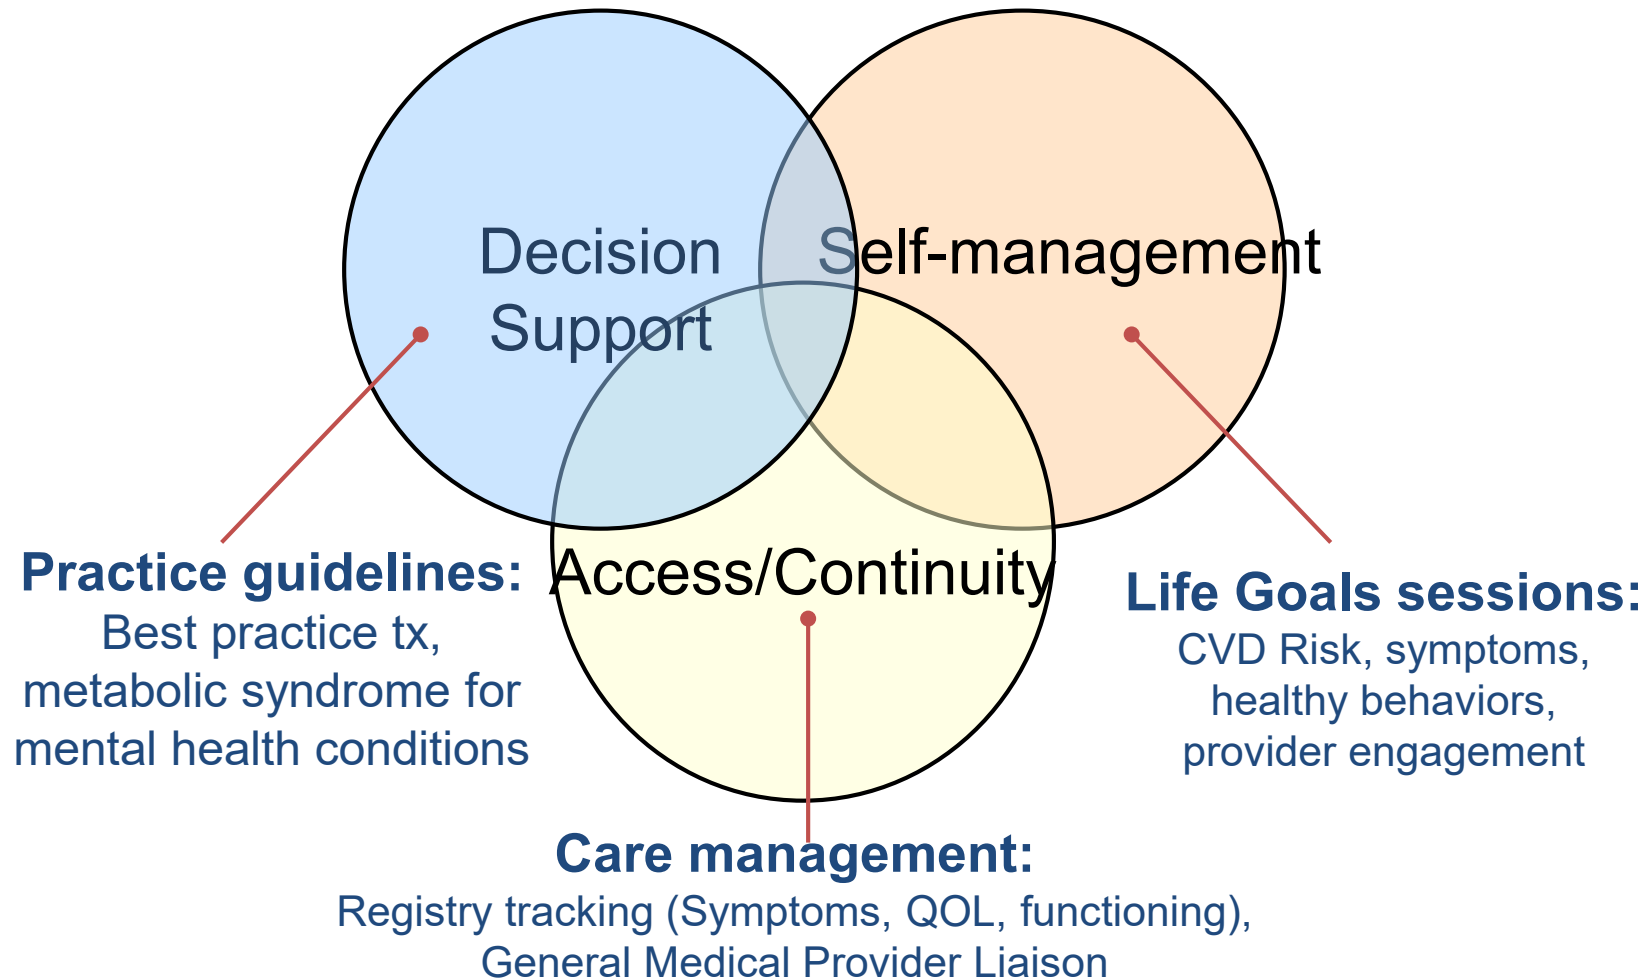 Decision
Support
Self-management
Access/Continuity
Practice guidelines:
Best practice tx,
metabolic syndrome for
mental health conditions
Life Goals sessions:
CVD Risk, symptoms,
healthy behaviors,
provider engagement
Care management:
Registry tracking (Symptoms, QOL, functioning),
General Medical Provider Liaison